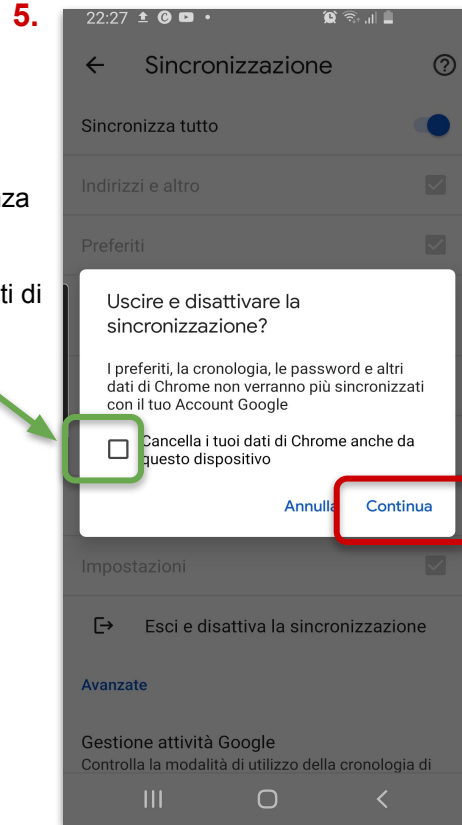 5.
22:27
Sincronizzazione
Sincronizza tutto
Indirizzi e altro
nza
Preferiti
ti di
Uscire e disattivare la
sincronizzazione?
I preferiti, la cronologia, le password e altri
dati di Chrome non verranno più sincronizzati
con il tuo Account Google
Cancella i tuoi dati di Chrome anche da
questo dispositivo
Annulla Continua
Impostazioni
Esci e disattiva la sincronizzazione
Avanzate
Gestione attività Google
Controlla la modalità di utilizzo della cronologia di